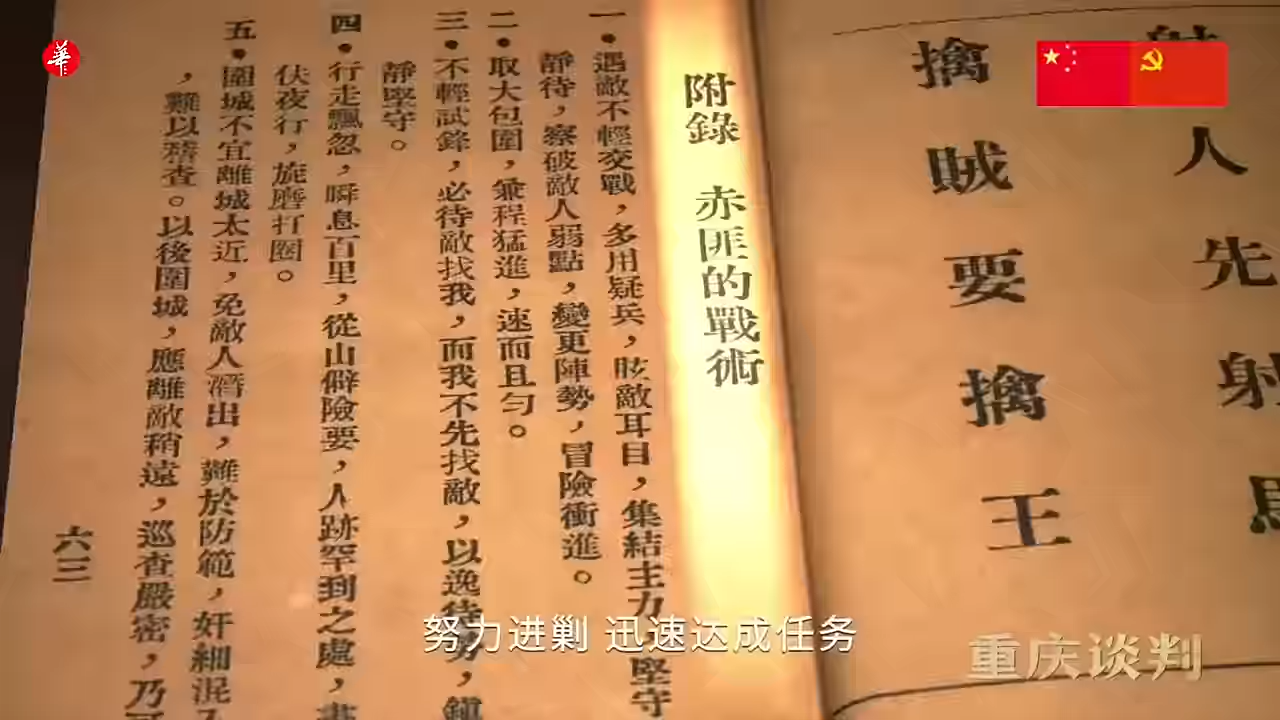 華
射人先射馬
擒賊要擒王
附錄 赤匪的戰術
一・遇敵不輕交戰，多用疑兵，眩敵耳目，集結主力，堅守
靜待，察破敵人弱點，變更陣勢，冒險衝進。
二・取大包圍，兼程猛進，速而且勻。
三・不輕試鋒，必待敵找我，而我不先找敵，以逸待勞，鎮
靜堅守。
四・行走飄忽，瞬息百里，從山僻險要，人跡罕到之處，晝
伏夜行，旋磨打圈。
五・圍城不宜離城太近，免敵人潛出，難於防範，奸細混入
，難以稽查。以後圍城，應離敵稍遠，巡查嚴密，乃可
六三
努力进剿 迅速达成任务
重庆谈判